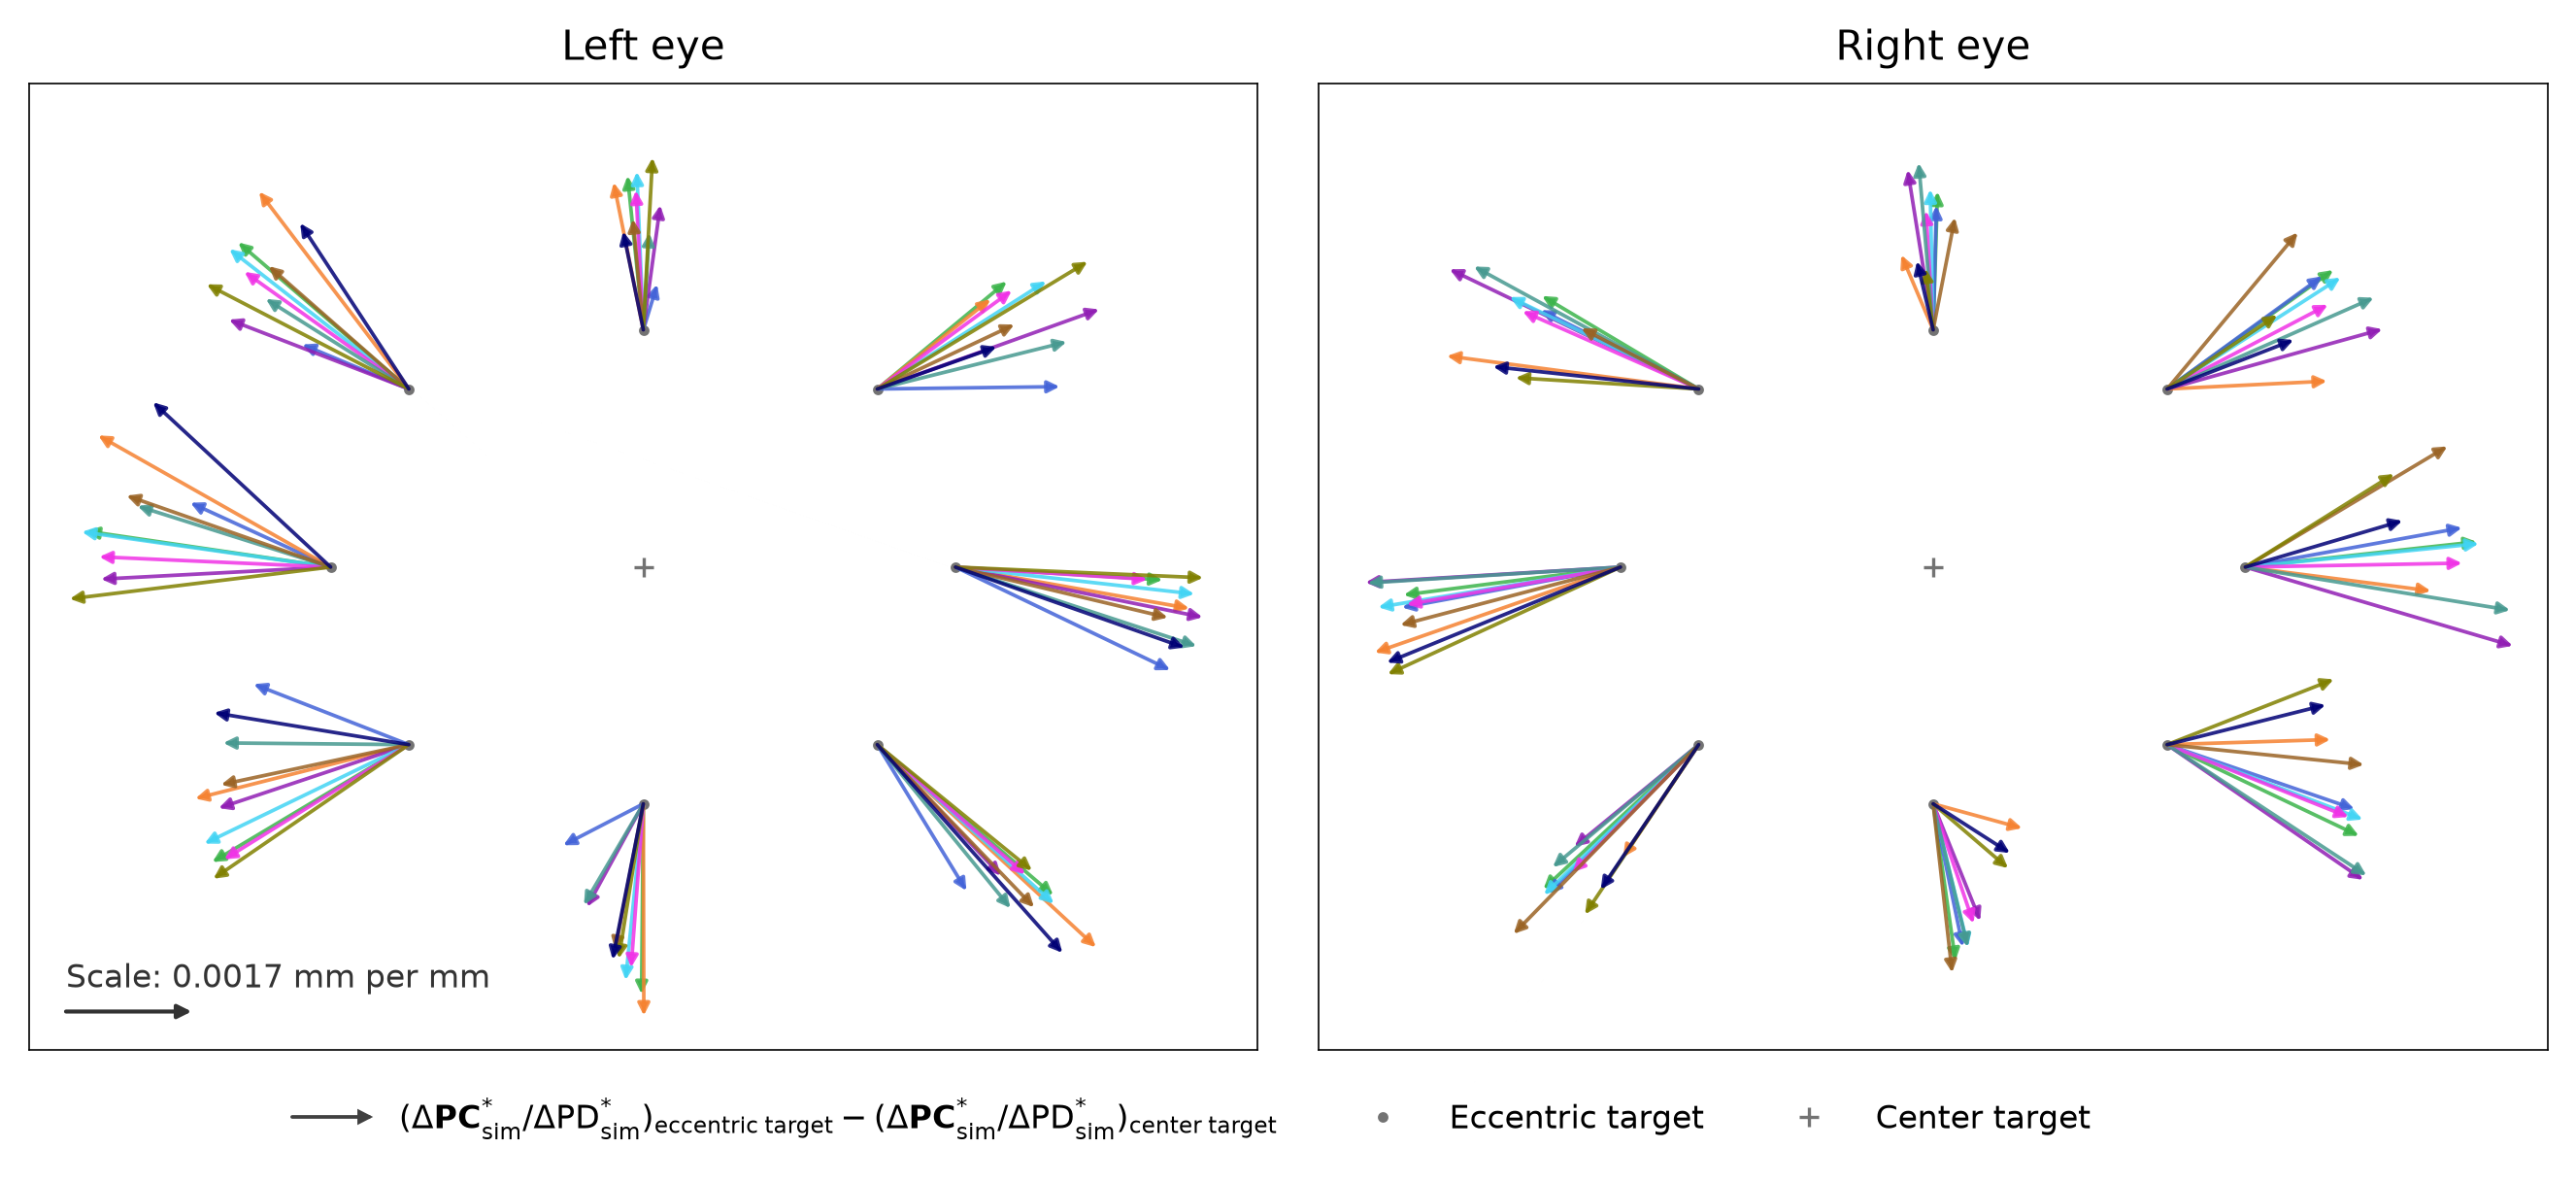 Left eye
Right eye
Scale: 0.0017 mm per mm
(ΔPC*sim/ΔPD*sim)eccentric target − (ΔPC*sim/ΔPD*sim)center target
Eccentric target
Center target